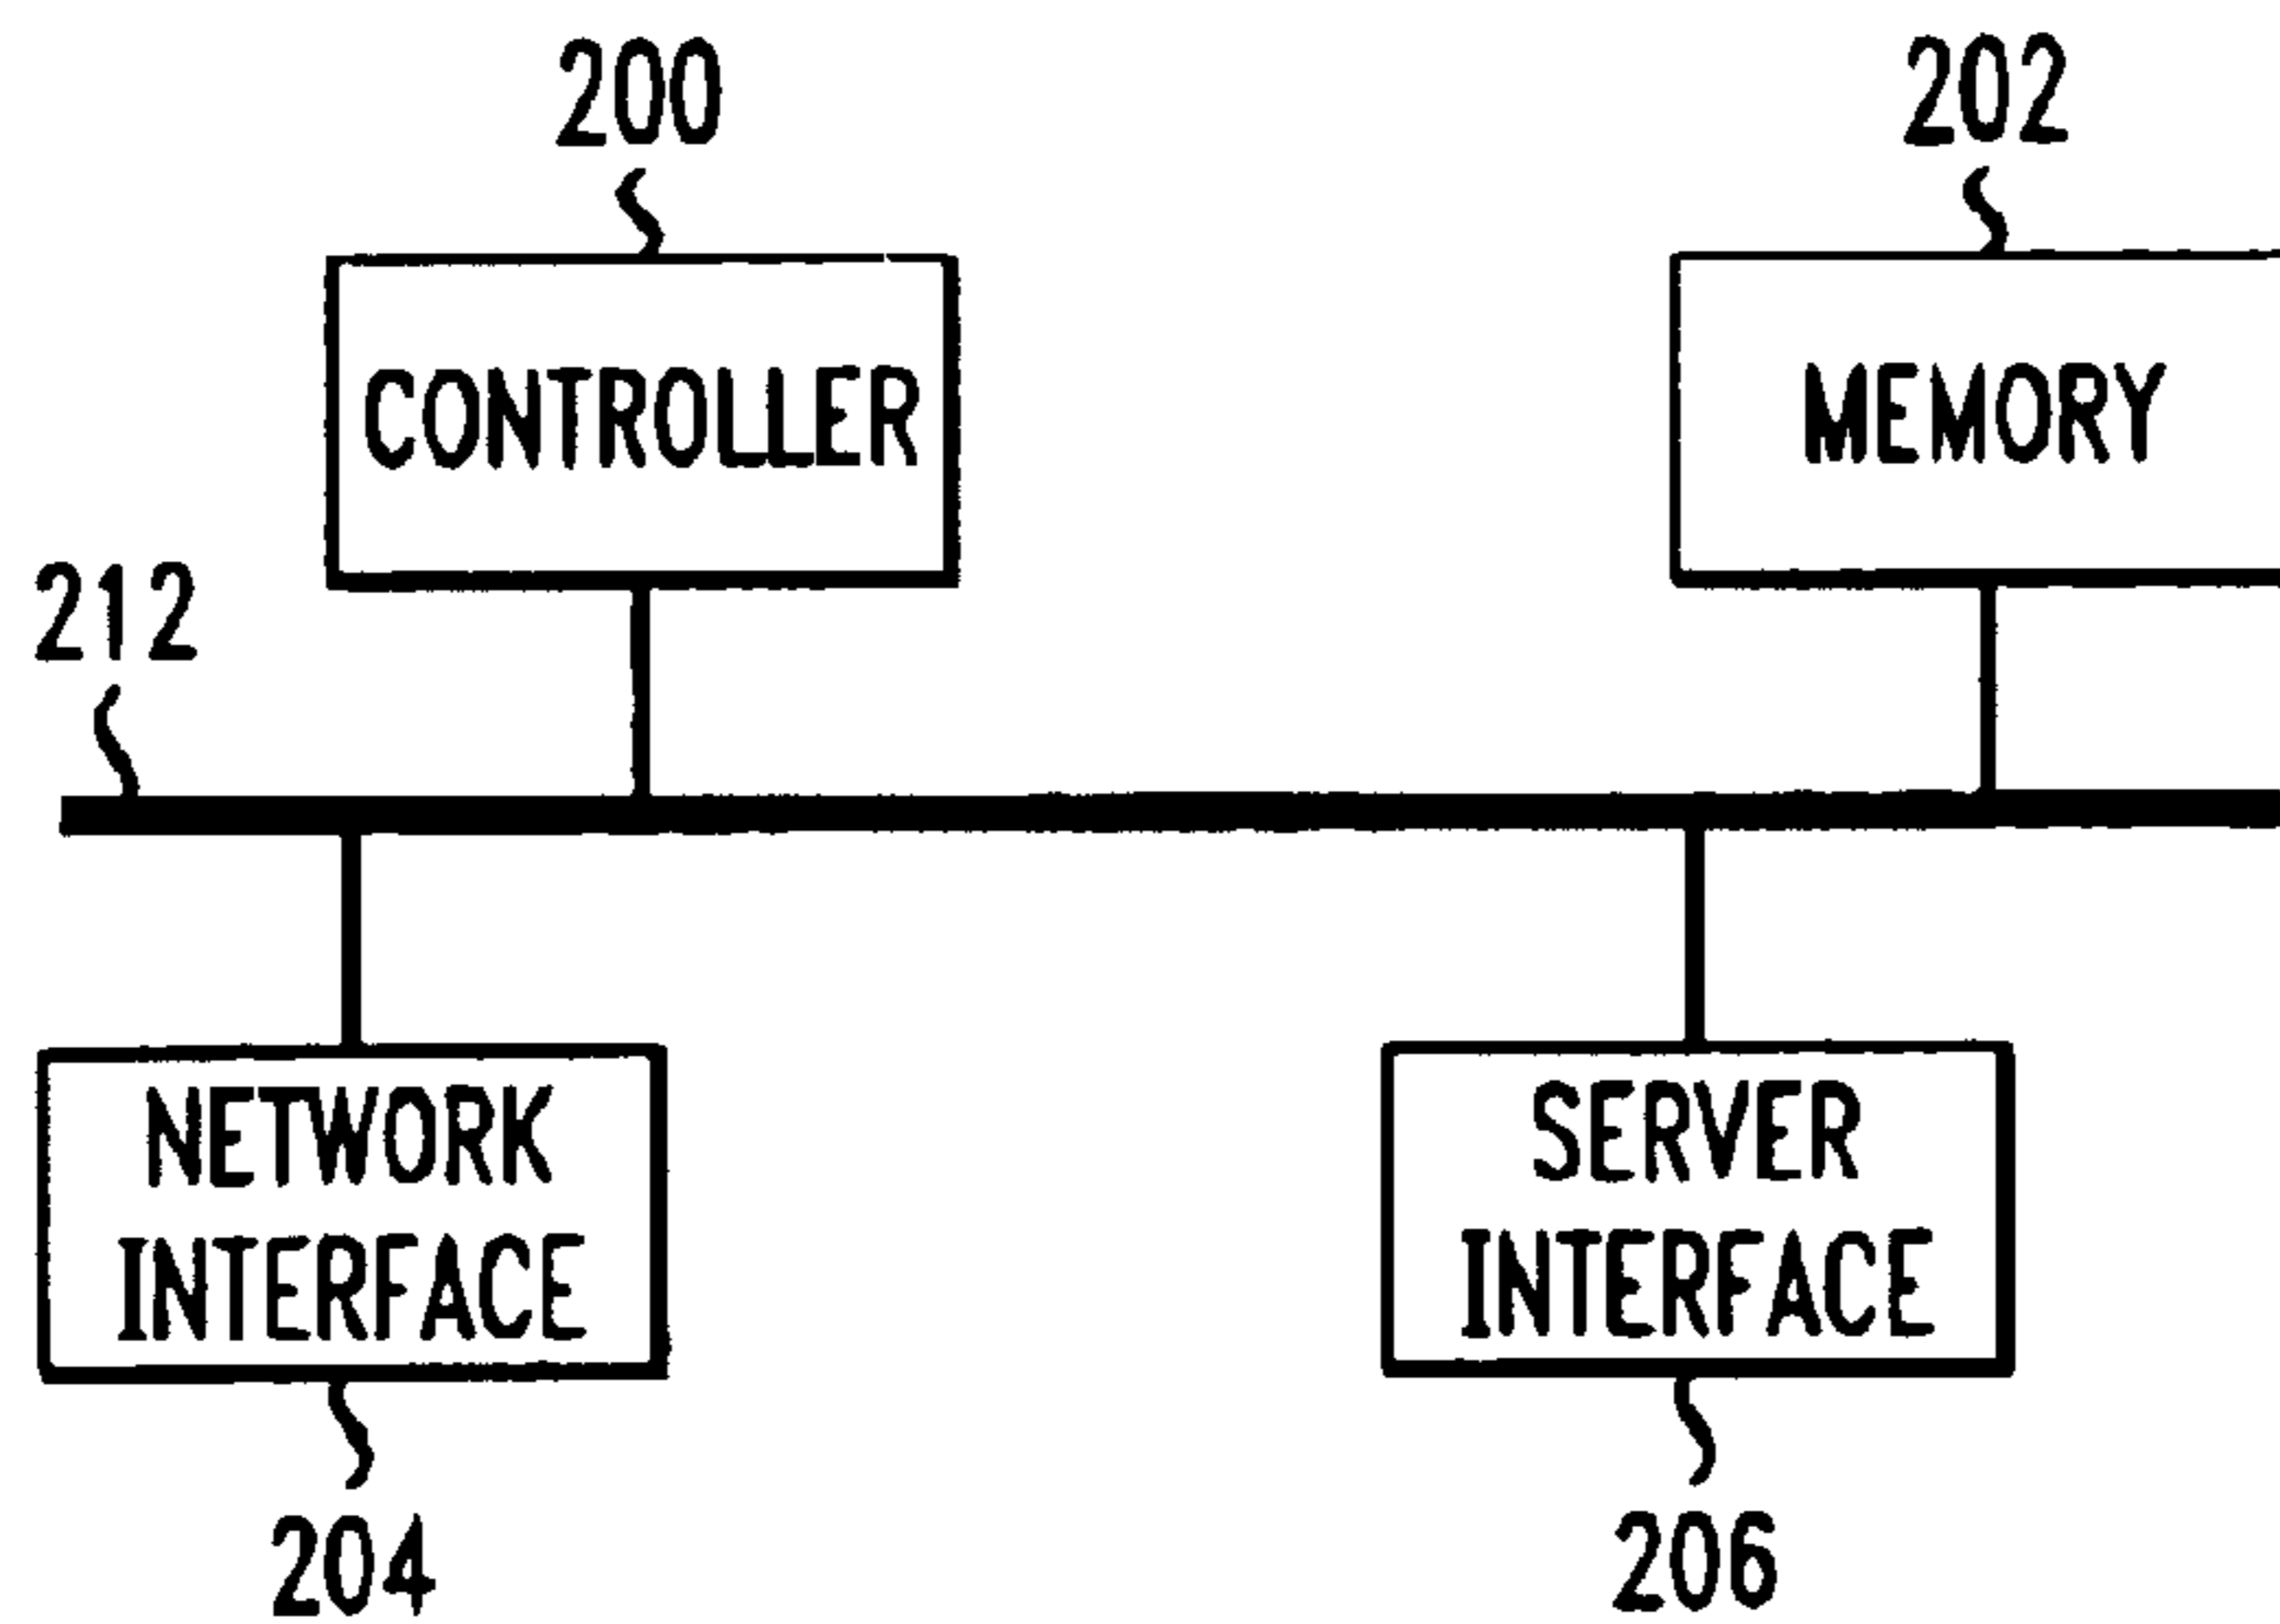 200
202
CONTROLLER
MEMORY
212
NETWORK
INTERFACE
SERVER
INTERFACE
204
206